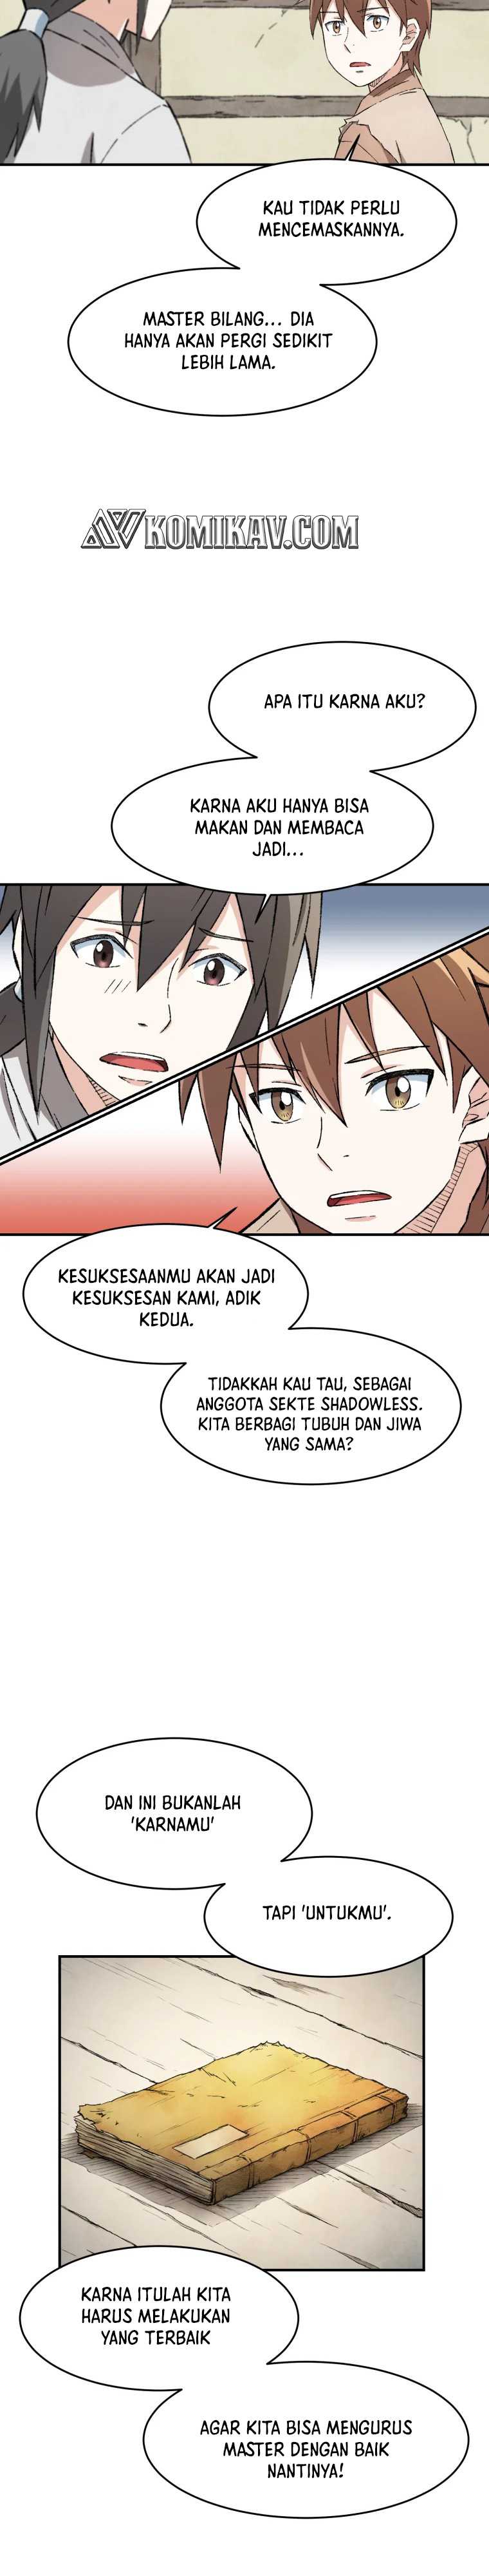 KAU TIDAK PERLU
MENCEMASKANNYA.
MASTER BILANG... DIA
HANYA AKAN PERGI SEDIKIT
LEBIH LAMA.
AV KOMIKAV.COM
APA ITU KARNA AKU?
KARNA AKU HANYA BISA
MAKAN DAN MEMBACA
JADI...
KESUKSESAANMU AKAN JADI
KESUKSESAN KAMI, ADIK
KEDUA.
TIDAKKAH KAU TAU, SEBAGAI
ANGGOTA SEKTE SHADOWLESS.
KITA BERBAGI TUBUH DAN JIWA
YANG SAMA?
DAN INI BUKANLAH
'KARNAMU'
TAPI 'UNTUKMU'.
KARNA ITULAH KITA
HARUS MELAKUKAN
YANG TERBAIK
AGAR KITA BISA MENGURUS
MASTER DENGAN BAIK
NANTINYA!